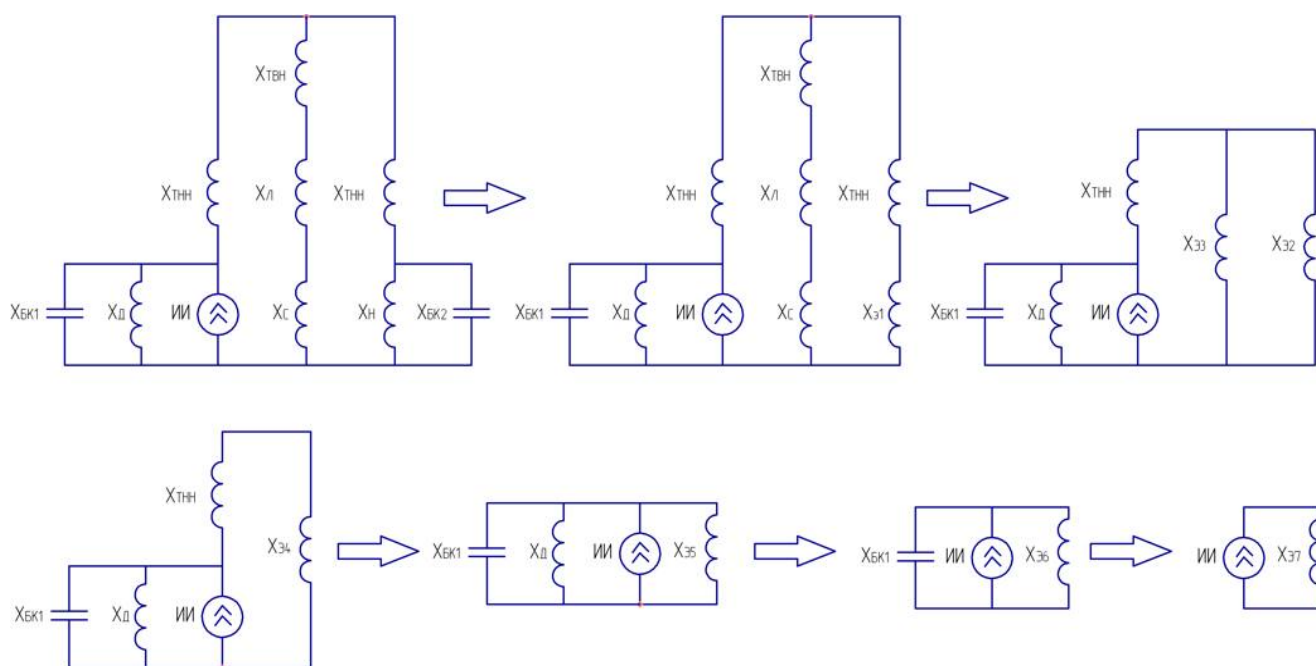 Xтвн
Xтнн
Xл
Xтнн
Xбк1
Xд
ИИ
Xс
Xн
Xбк2
Xтвн
Xтнн
Xл
Xтнн
Xбк1
Xд
ИИ
Xс
Xэ1
Xтнн
Xэ3
Xэ2
Xбк1
Xд
ИИ
Xтнн
Xэ4
Xбк1
Xд
ИИ
Xбк1
Xд
ИИ
Xэ5
Xбк1
ИИ
Xэ6
ИИ
Xэ7